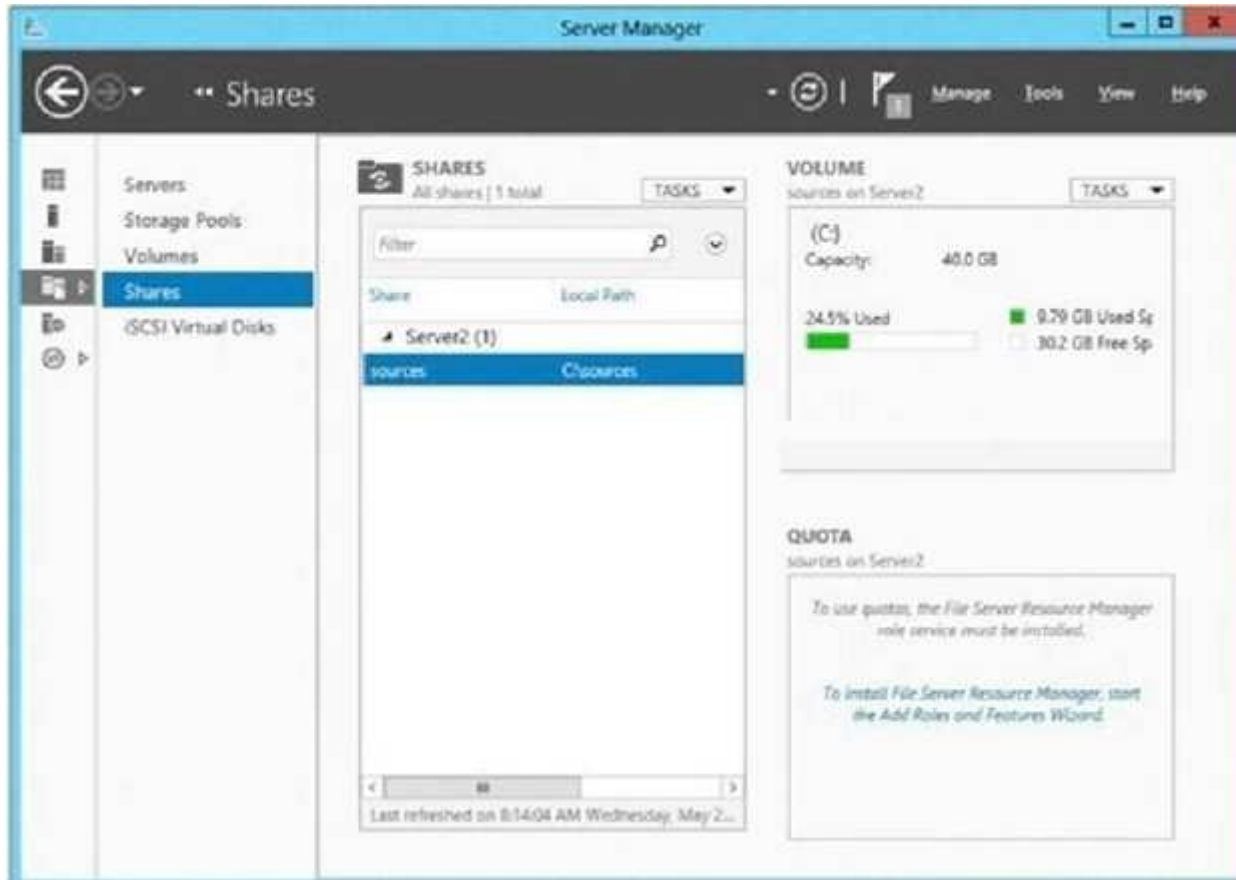 Server Manager
Shares
1
Manage Tools View Help
Servers
Storage Pools
Volumes
Shares
iSCSI Virtual Disks
SHARES
All shares | 1 total
TASKS
Filter
Share Local Path
Server2 (1)
sources C:\sources
Last refreshed on 8:14:04 AM Wednesday, May 2...
VOLUME
sources on Server2
TASKS
(C:)
Capacity: 40.0 GB
24.5% Used
9.79 GB Used Sp
30.2 GB Free Sp
QUOTA
sources on Server2
To use quotas, the File Server Resource Manager
role service must be installed.
To install File Server Resource Manager, start
the Add Roles and Features Wizard.